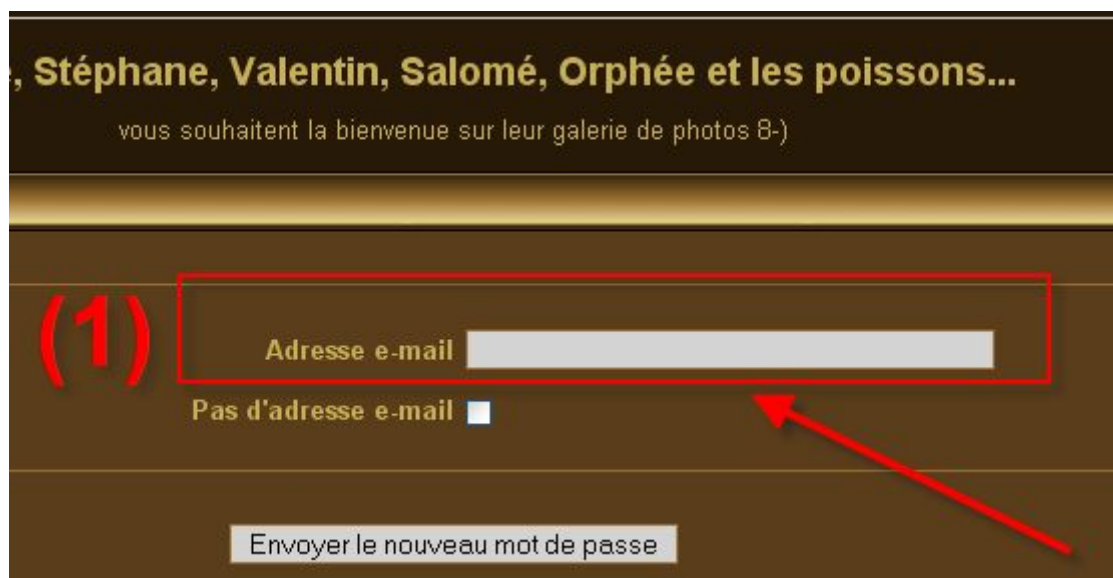 , Stéphane, Valentin, Salomé, Orphée et les poissons...
vous souhaitent la bienvenue sur leur galerie de photos 8-)
(1)
Adresse e-mail
Pas d'adresse e-mail
Envoyer le nouveau mot de passe